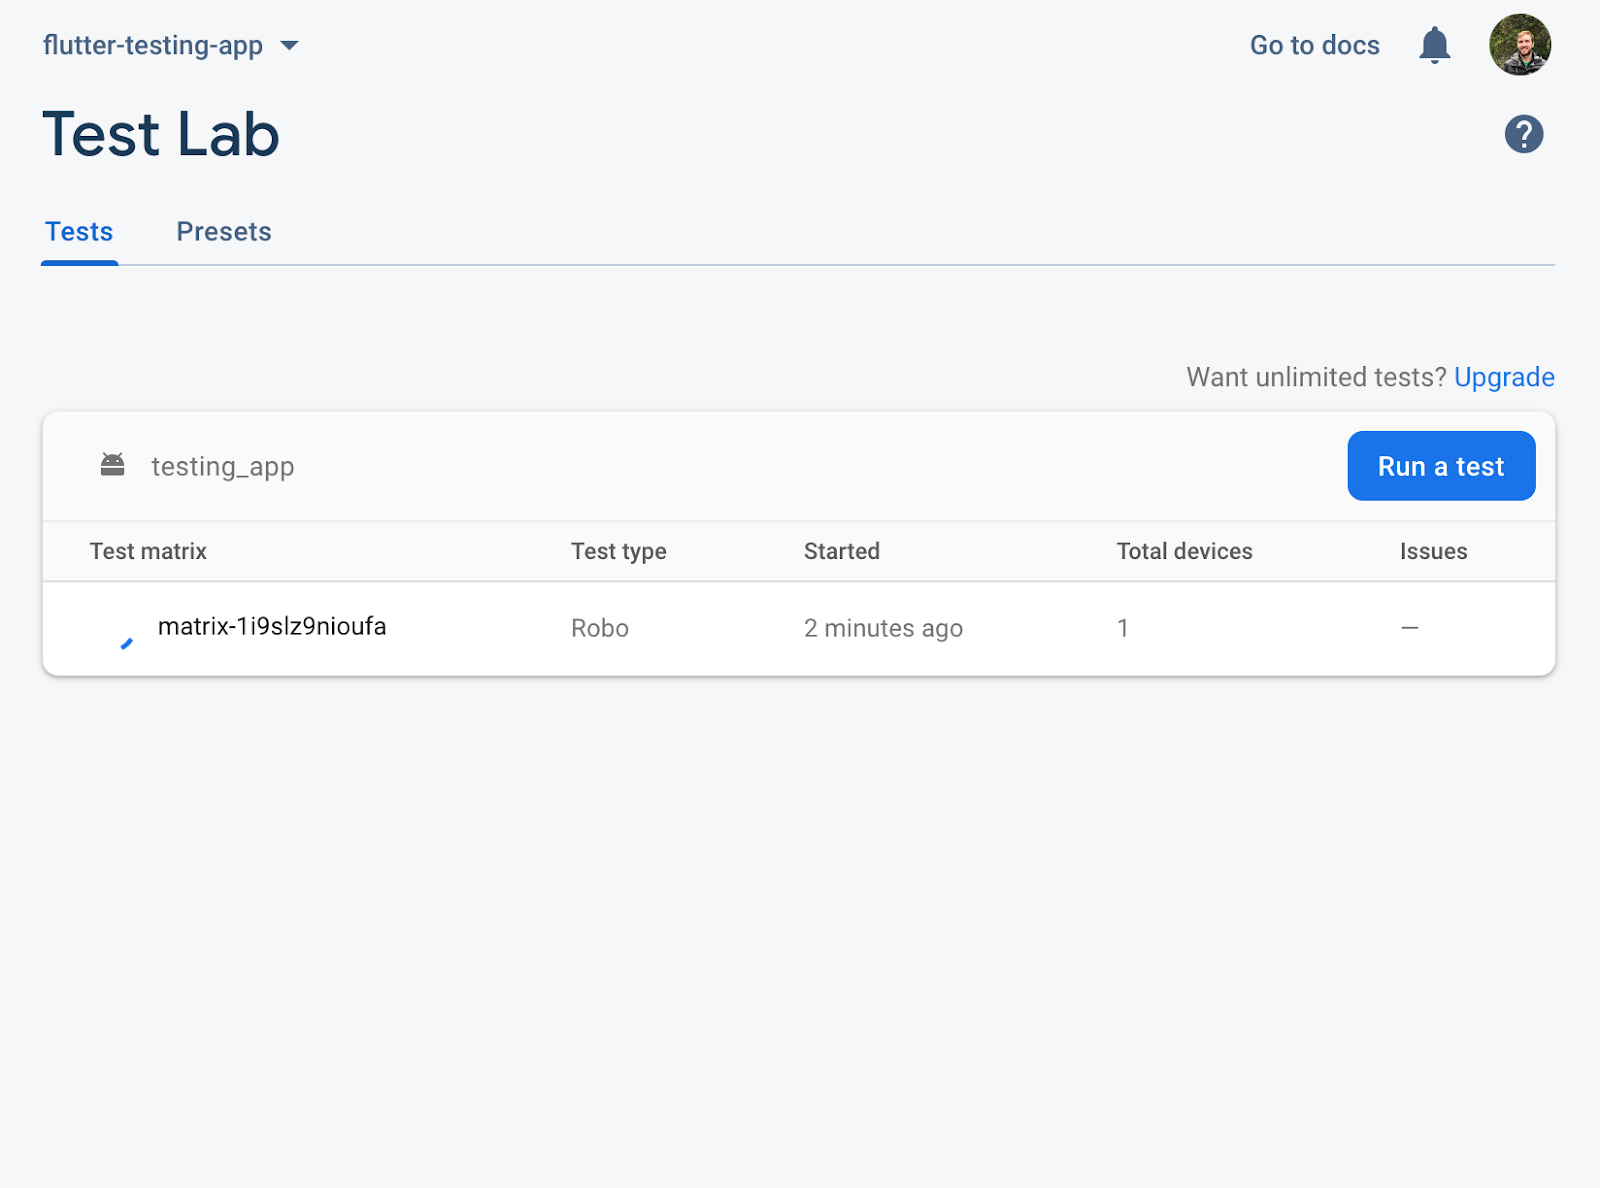 flutter-testing-app
Go to docs
Test Lab
Tests Presets
Want unlimited tests? Upgrade
testing_app
Run a test
Test matrix Test type Started Total devices Issues
matrix-1i9slz9nioufa Robo 2 minutes ago 1 —